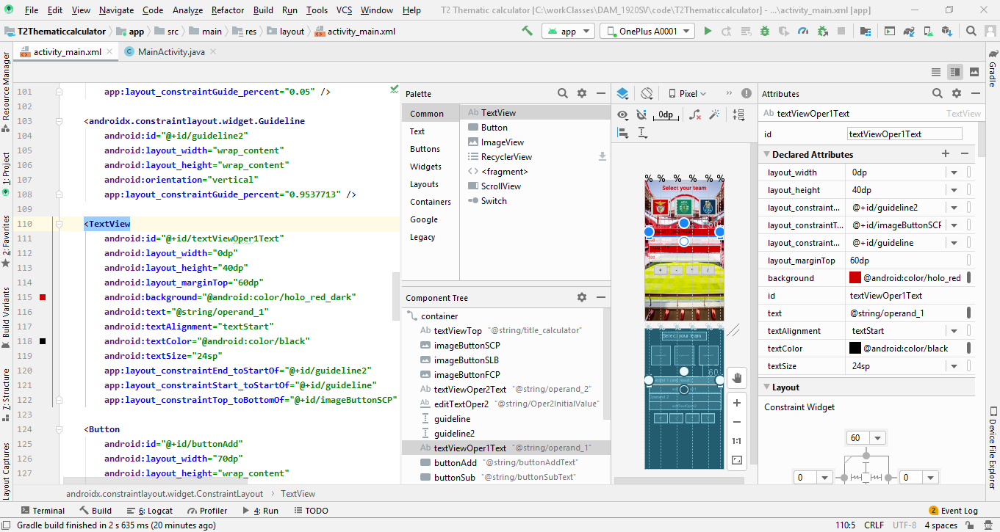 File Edit View Navigate Code Analyze Refactor Build Run Tools VCS Window Help T2 Thematic calculator [C:\workClasses\DAM_1920SV\code\T2Thematiccalculator] - ...\activity_main.xml [app]
T2Thematiccalculator app src main res layout activity_main.xml app OnePlus A0001
activity_main.xml MainActivity.java
Resource Manager
1: Project
2: Favorites
Build Variants
7: Structure
Layout Captures
101 app:layout_constraintGuide_percent="0.05" />
102
103 <androidx.constraintlayout.widget.Guideline
104 android:id="@+id/guideline2"
105 android:layout_width="wrap_content"
106 android:layout_height="wrap_content"
107 android:orientation="vertical"
108 app:layout_constraintGuide_percent="0.9537713" />
109
110 <TextView
111 android:id="@+id/textViewOper1Text"
112 android:layout_width="0dp"
113 android:layout_height="40dp"
114 android:layout_marginTop="60dp"
115 android:background="@android:color/holo_red_dark"
116 android:text="@string/operand_1"
117 android:textAlignment="textStart"
118 android:textColor="@android:color/black"
119 android:textSize="24sp"
120 app:layout_constraintEnd_toStartOf="@+id/guideline2"
121 app:layout_constraintStart_toStartOf="@+id/guideline"
122 app:layout_constraintTop_toBottomOf="@+id/imageButtonSCP"
123
124 <Button
125 android:id="@+id/buttonAdd"
126 android:layout_width="70dp"
127 android:layout_height="wrap_content"
Palette
Common
Text
Buttons
Widgets
Layouts
Containers
Google
Legacy
Ab TextView
Button
ImageView
RecyclerView
<fragment>
ScrollView
Switch
Component Tree
container
Ab textViewTop "@string/title_calculator"
imageButtonSCP
imageButtonSLB
imageButtonFCP
Ab textViewOper2Text "@string/operand_2"
Ab editTextOper2 "@string/Oper2InitialValue"
guideline
guideline2
Ab textViewOper1Text "@string/operand_1"
buttonAdd "@string/buttonAddText"
buttonSub "@string/buttonSubText"
Pixel
0dp
% % % % % %
Select your team
Select your team
60
1:1
Attributes
Ab textViewOper1Text TextView
id textViewOper1Text
Declared Attributes
layout_width 0dp
layout_height 40dp
layout_constraint... @+id/guideline2
layout_constraintT... @+id/imageButtonSCP
layout_constraint... @+id/guideline
layout_marginTop 60dp
background @android:color/holo_red
id textViewOper1Text
text @string/operand_1
textAlignment textStart
textColor @android:color/black
textSize 24sp
Layout
Constraint Widget
60
0 0
Gradle
Device File Explorer
androidx.constraintlayout.widget.ConstraintLayout TextView
Terminal Build 6: Logcat Profiler 4: Run TODO 2 Event Log
Gradle build finished in 2 s 635 ms (20 minutes ago) 110:5 CRLF UTF-8 4 spaces